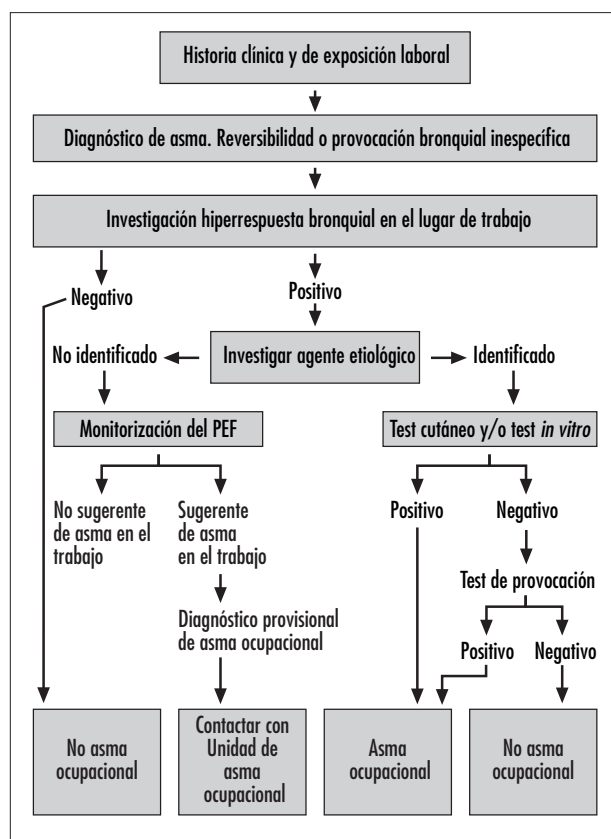 Historia clínica y de exposición laboral
Diagnóstico de asma. Reversibilidad o provocación bronquial inespecífica
Investigación hiperrespuesta bronquial en el lugar de trabajo
Negativo
Positivo
No identificado
Investigar agente etiológico
Identificado
Monitorización del PEF
Test cutáneo y/o test in vitro
No sugerente
de asma en el
trabajo
Sugerente
de asma
en el trabajo
Positivo
Negativo
Diagnóstico provisional
de asma ocupacional
Test de provocación
Positivo
Negativo
No asma
ocupacional
Contactar con
Unidad de
asma
ocupacional
Asma
ocupacional
No asma
ocupacional